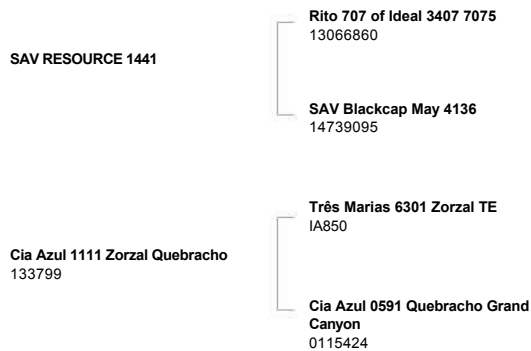 Rito 707 of Ideal 3407 7075
13066860
SAV RESOURCE 1441
SAV Blackcap May 4136
14739095
Três Marias 6301 Zorzal TE
IA850
Cia Azul 1111 Zorzal Quebracho
133799
Cia Azul 0591 Quebracho Grand
Canyon
0115424